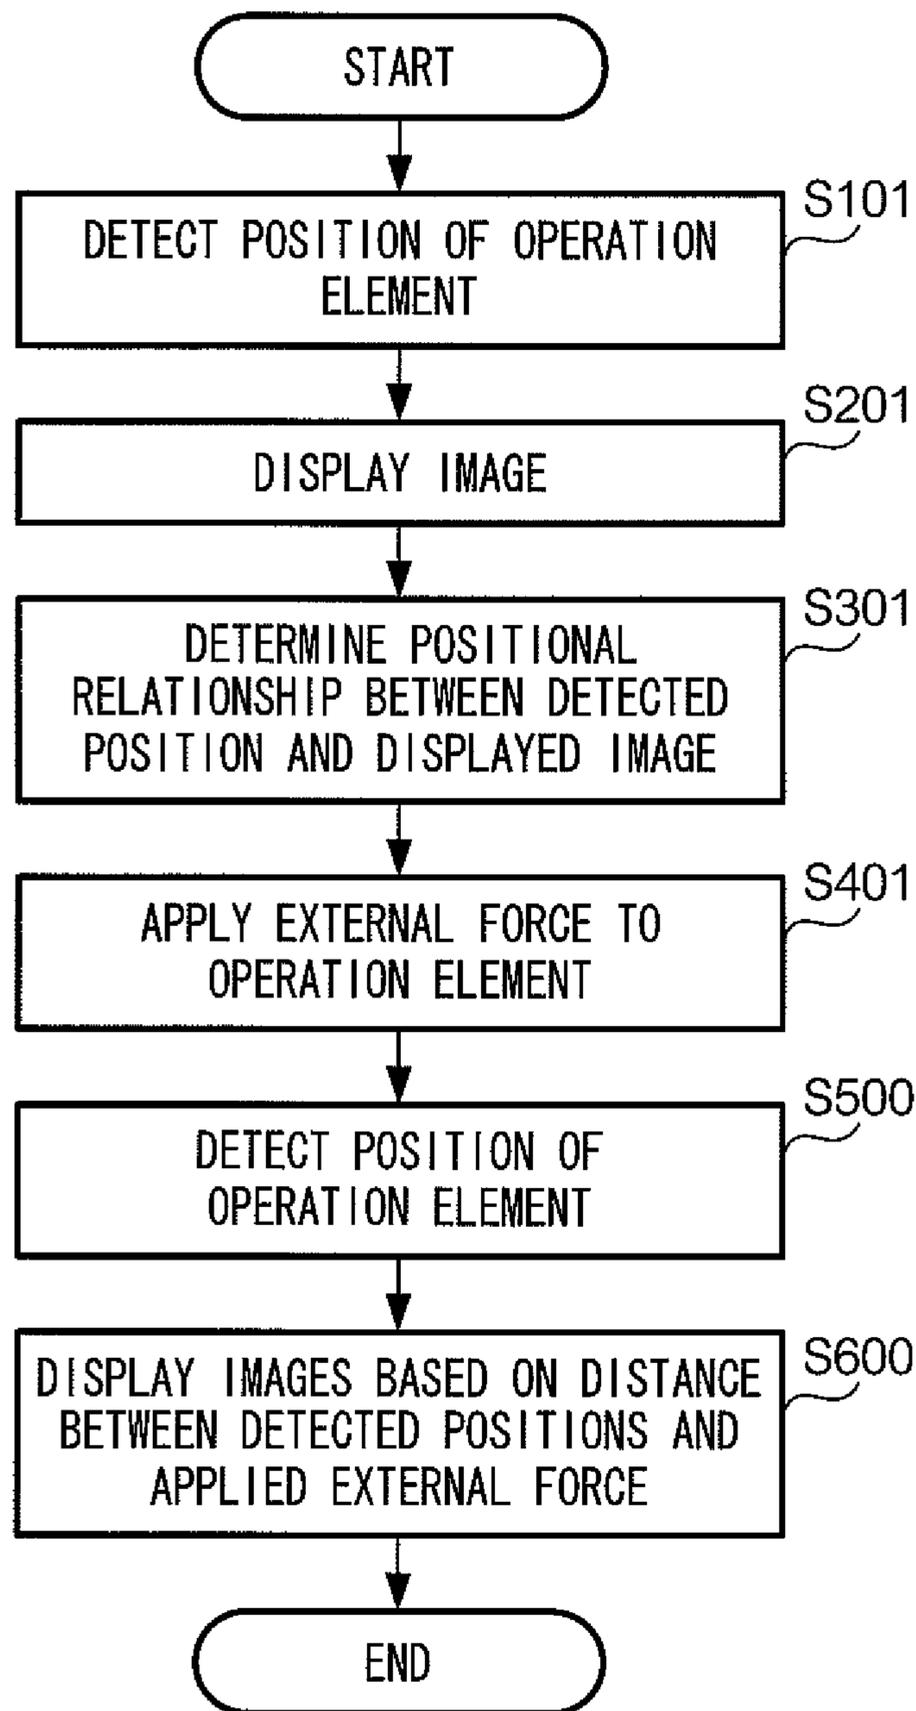 START
S101
DETECT POSITION OF OPERATION
ELEMENT
S201
DISPLAY IMAGE
S301
DETERMINE POSITIONAL
RELATIONSHIP BETWEEN DETECTED
POSITION AND DISPLAYED IMAGE
S401
APPLY EXTERNAL FORCE TO
OPERATION ELEMENT
S500
DETECT POSITION OF
OPERATION ELEMENT
S600
DISPLAY IMAGES BASED ON DISTANCE
BETWEEN DETECTED POSITIONS AND
APPLIED EXTERNAL FORCE
END